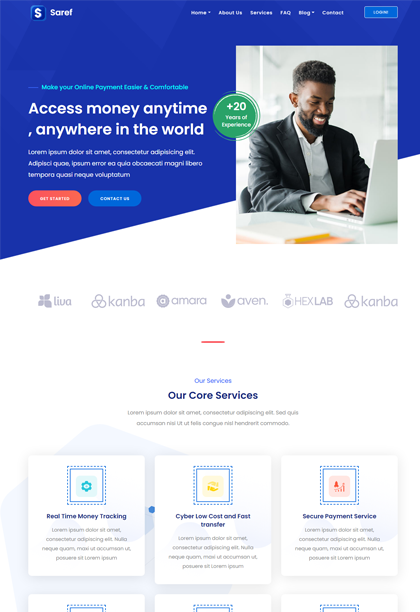 Saref
Home About Us Services FAQ Blog Contact
LOGIN
Make your Online Payment Easier & Comfortable
Access money anytime
, anywhere in the world
Lorem ipsum dolor sit amet, consectetur adipisicing elit.
Adipisci quae, ipsum error ea quia obcaecati magni libero
tempora quasi neque voluptatum
GET STARTED
CONTACT US
+20
Years of
Experience
liva
kanba
amara
aven.
HEXLAB
kanba
Our Services
Our Core Services
Lorem ipsum dolor sit amet, consectetur adipiscing elit. Sed quis
accumsan nisi Ut ut felis congue nisl hendrerit commodo.
Real Time Money Tracking
Lorem ipsum dolor sit amet, consectetur adipiscing elit. Nulla
neque quam, maxi ut accumsan ut,
posuere sit Lorem ipsum
Cyber Low Cost and Fast
transfer
Lorem ipsum dolor sit amet, consectetur adipiscing elit. Nulla
neque quam, maxi ut accumsan ut,
posuere sit Lorem ipsum
Secure Payment Service
Lorem ipsum dolor sit amet, consectetur adipiscing elit. Nulla
neque quam, maxi ut accumsan ut,
posuere sit Lorem ipsum